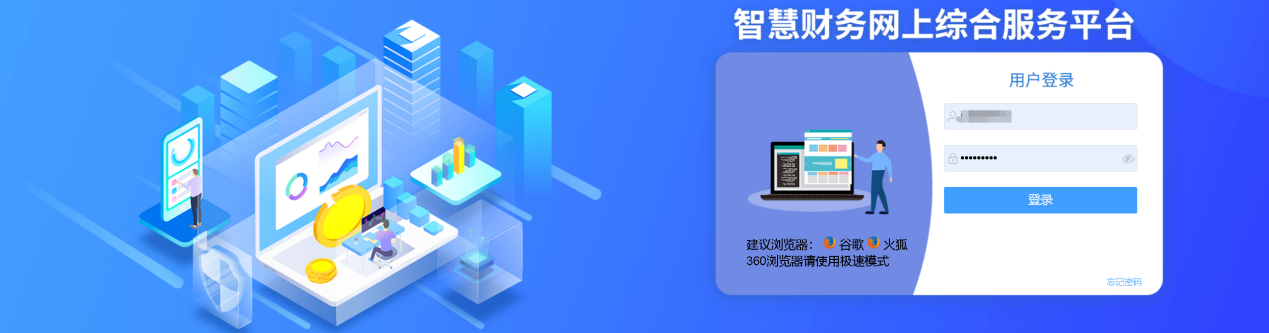 智慧财务网上综合服务平台
用户登录
登录
建议浏览器： 谷歌 火狐
360浏览器请使用极速模式
忘记密码